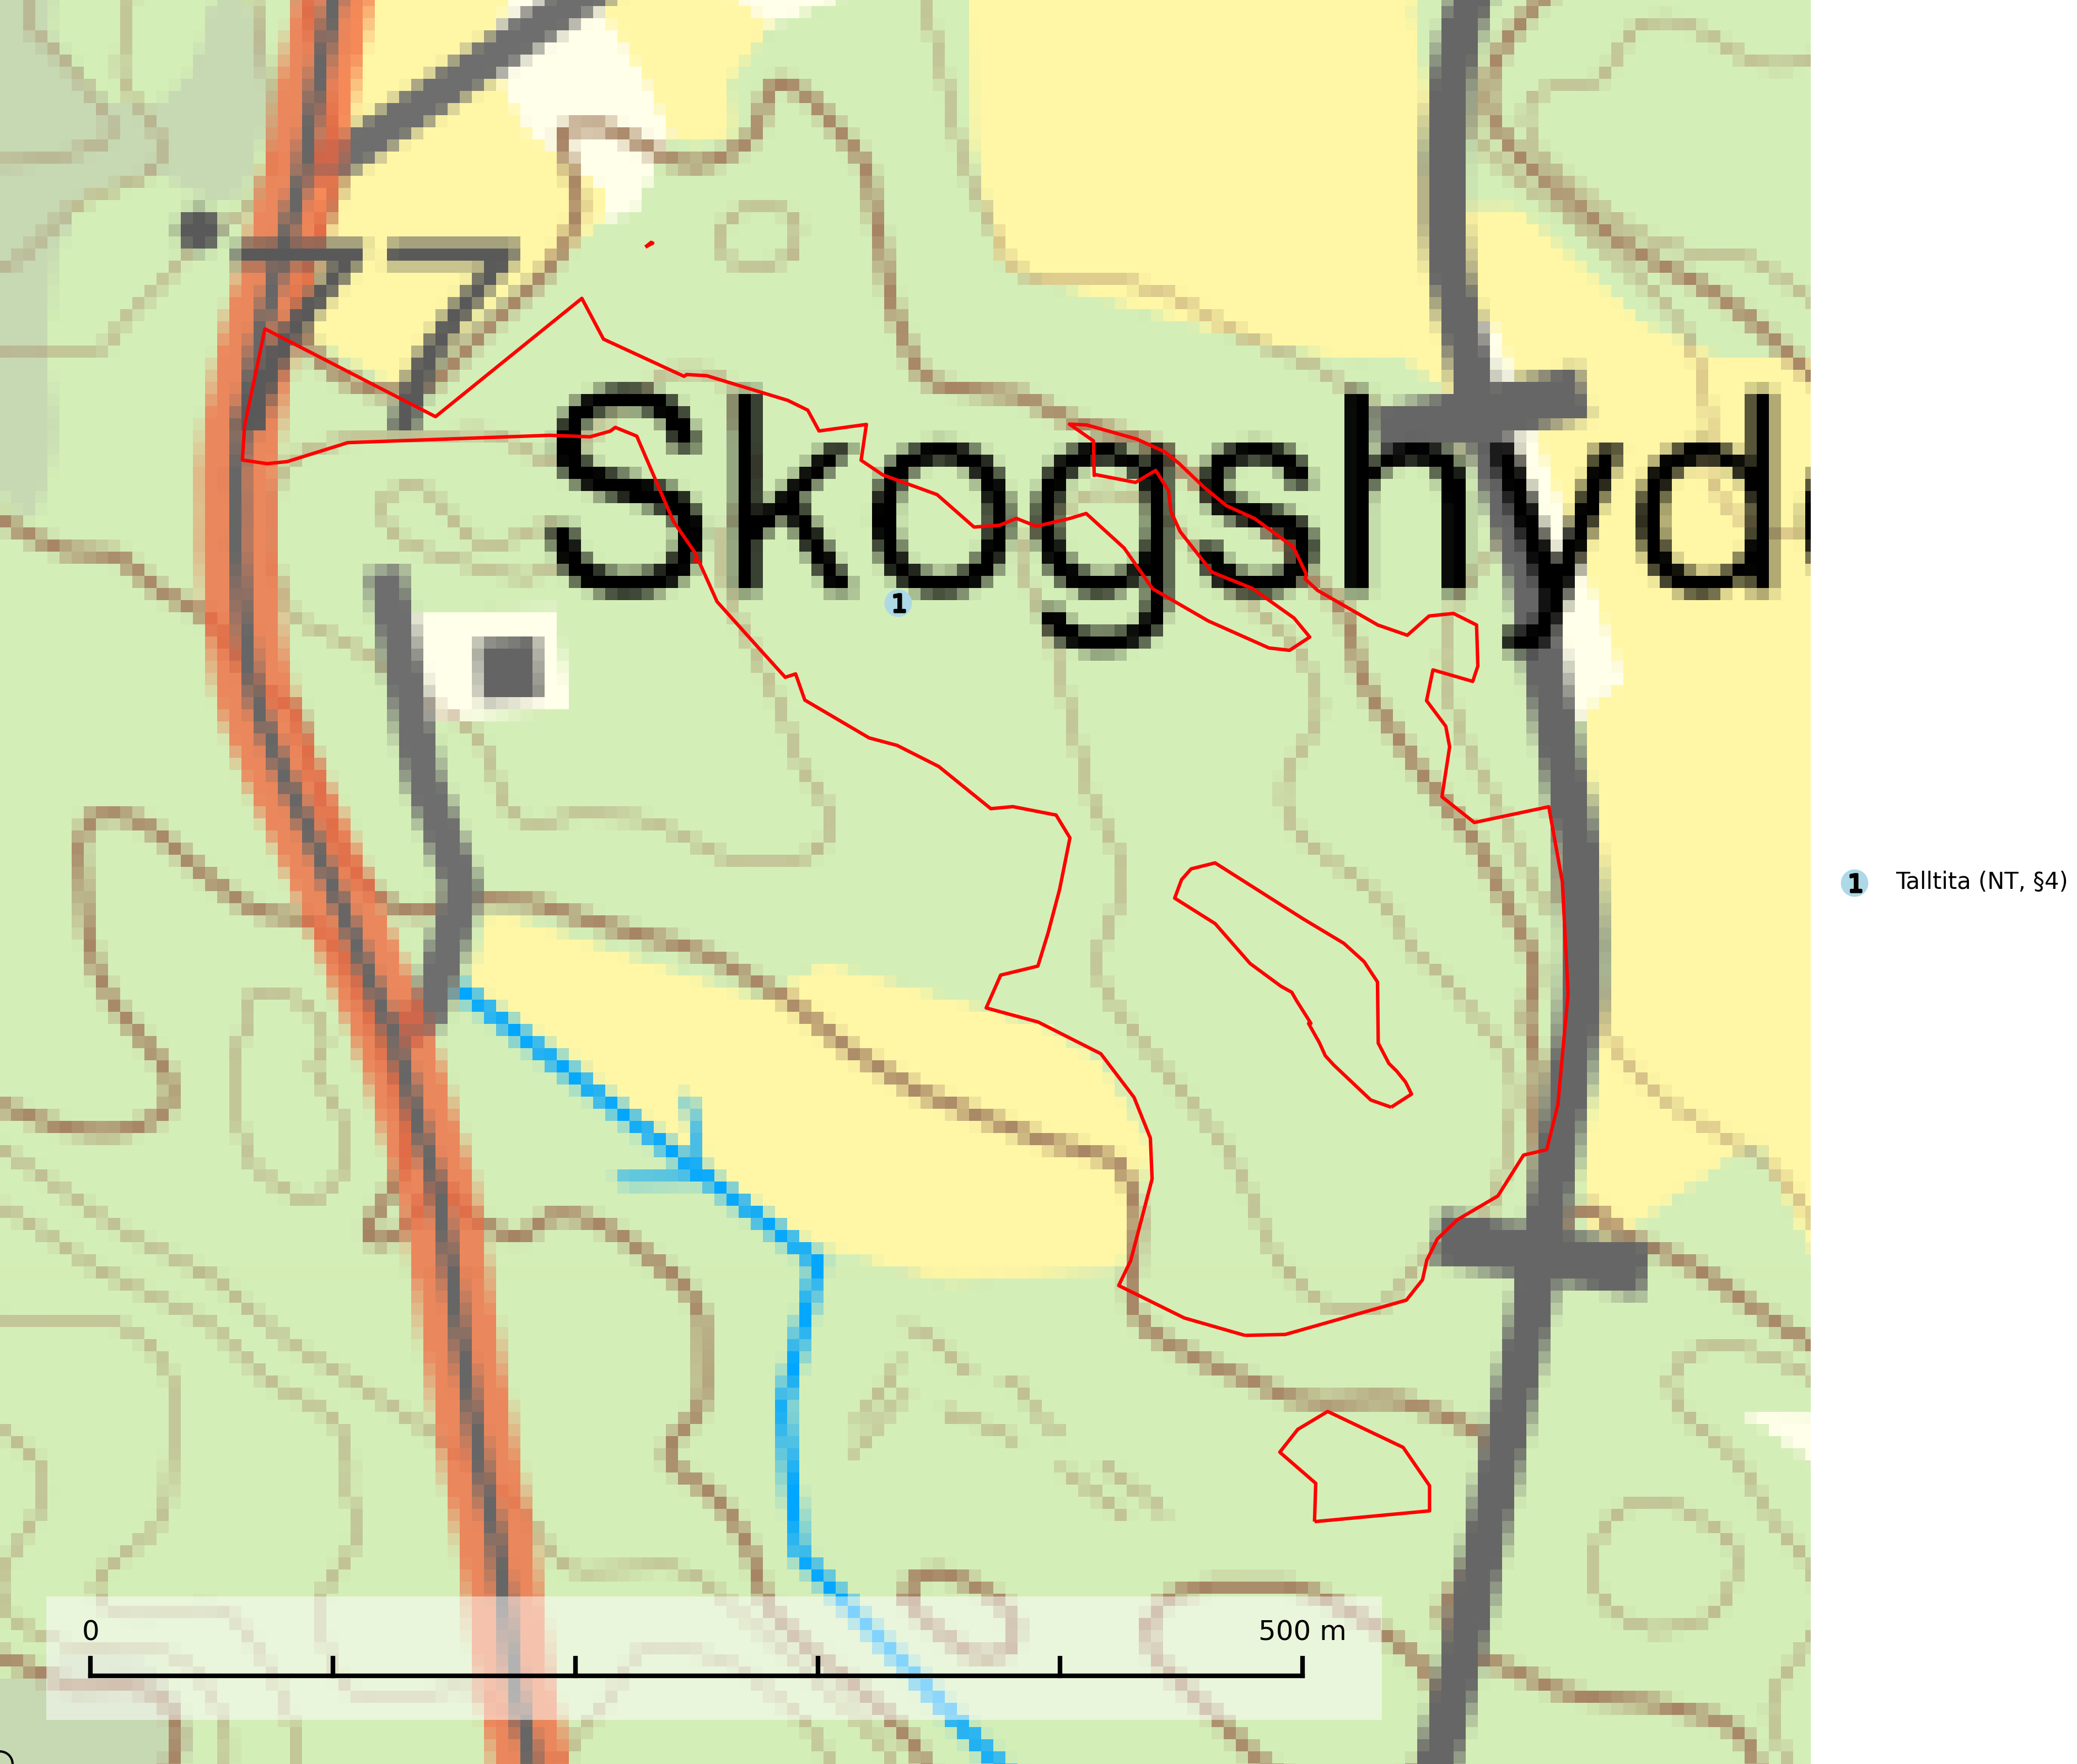 77
Skogshyd
1
1 Talltita (NT, §4)
0 500 m